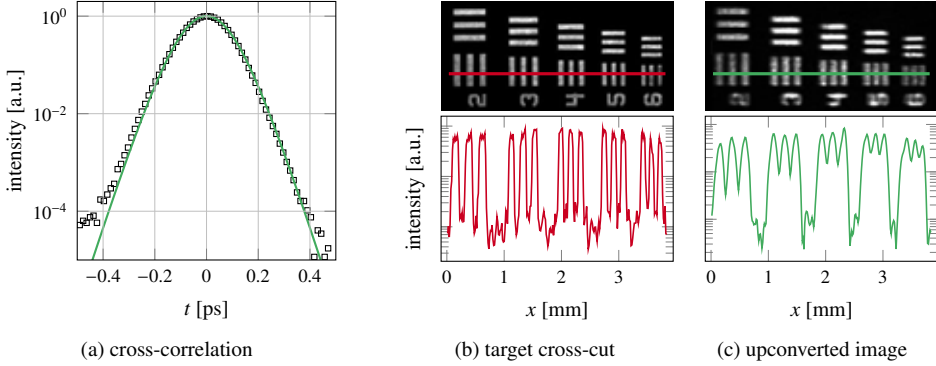 10^0
10^−2
10^−4
intensity [a.u.]
−0.4 −0.2 0 0.2 0.4
t [ps]
(a) cross-correlation
2 3 4 5 6
intensity [a.u.]
0 1 2 3
x [mm]
(b) target cross-cut
0 1 2 3
x [mm]
(c) upconverted image